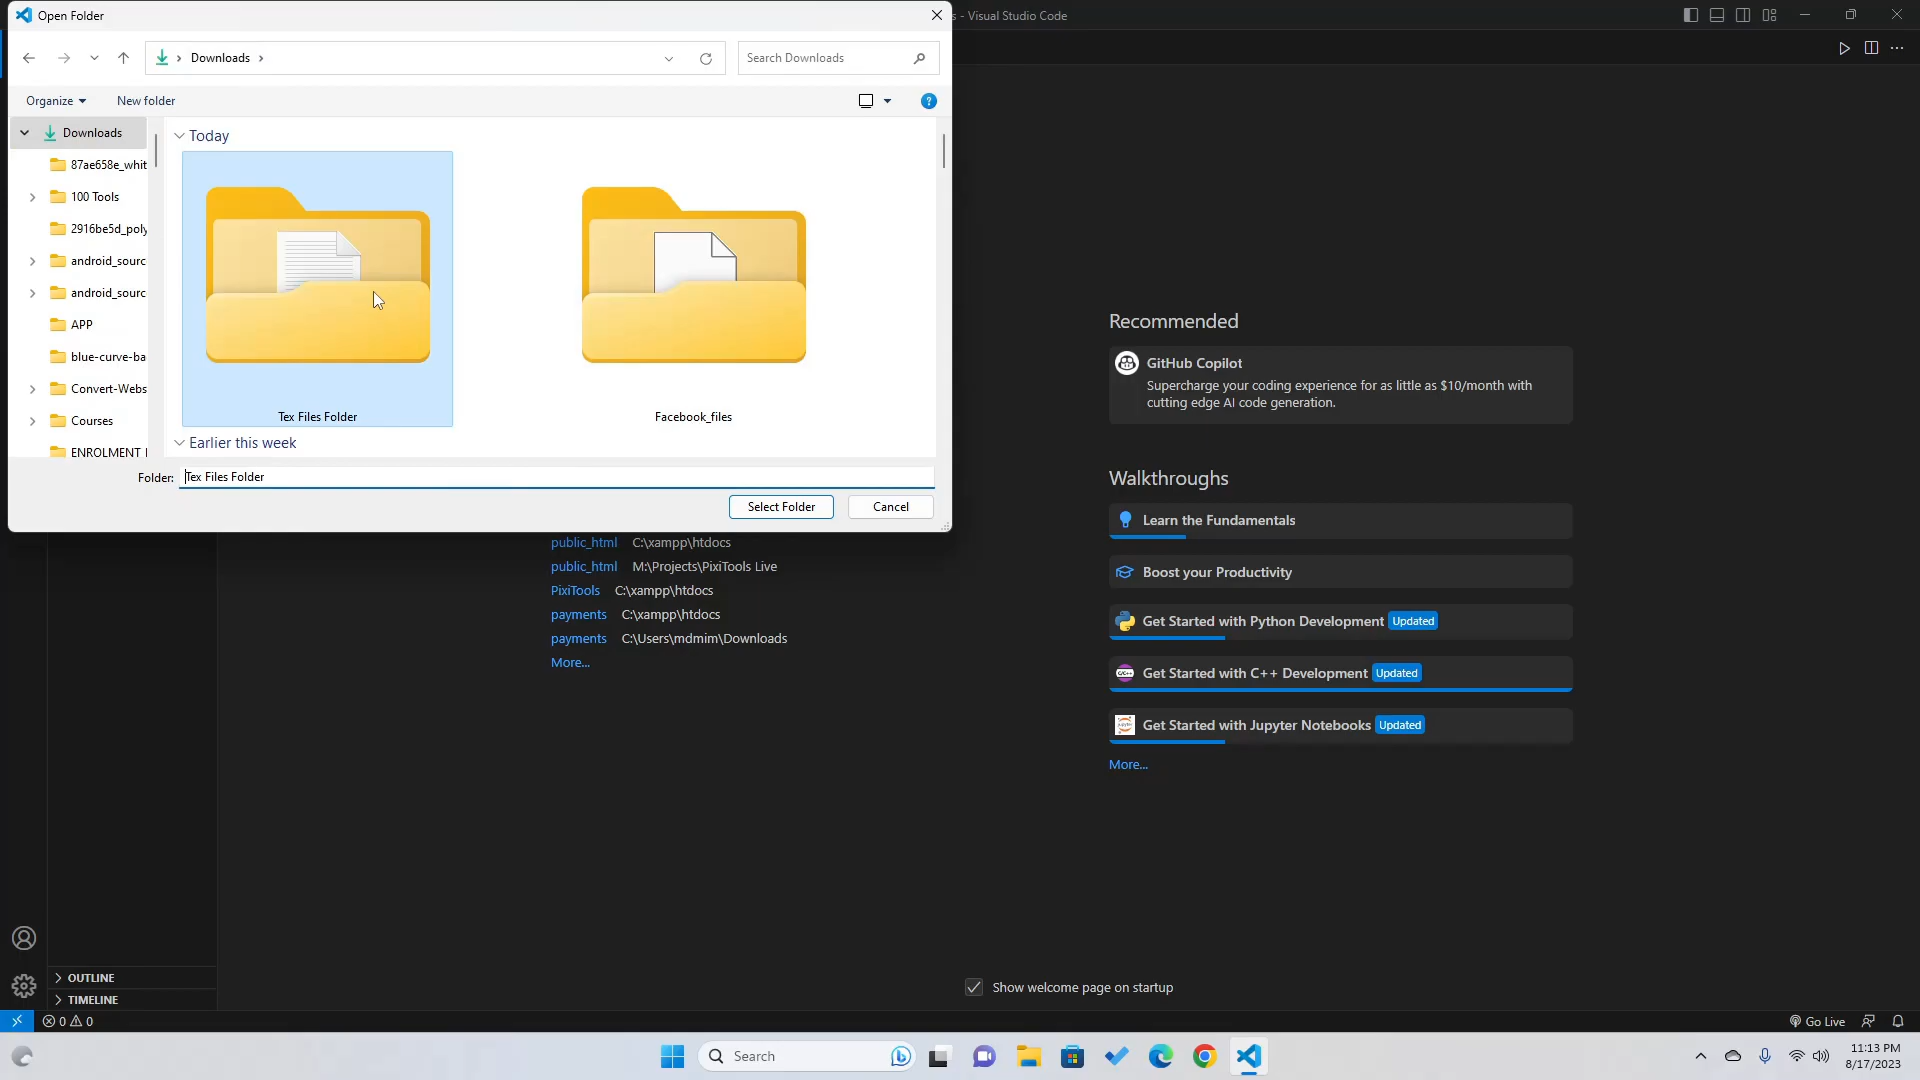 Open Folder
s - Visual Studio Code
Downloads
Search Downloads
Organize
New folder
Downloads
87ae658e_whit
100 Tools
2916be5d_poly
android_sourc
android_sourc
APP
blue-curve-ba
Convert-Webs
Courses
ENROLMENT_
Today
Tex Files Folder
Facebook_files
Earlier this week
Folder:
Tex Files Folder
Select Folder
Cancel
public_html C:\xampp\htdocs
public_html M:\Projects\PixiTools Live
PixiTools C:\xampp\htdocs
payments C:\xampp\htdocs
payments C:\Users\mdmim\Downloads
More...
Recommended
GitHub Copilot
Supercharge your coding experience for as little as $10/month with
cutting edge AI code generation.
Walkthroughs
Learn the Fundamentals
Boost your Productivity
Get Started with Python Development Updated
Get Started with C++ Development Updated
Get Started with Jupyter Notebooks Updated
More...
Show welcome page on startup
OUTLINE
TIMELINE
0 0
Go Live
Search
11:13 PM
8/17/2023